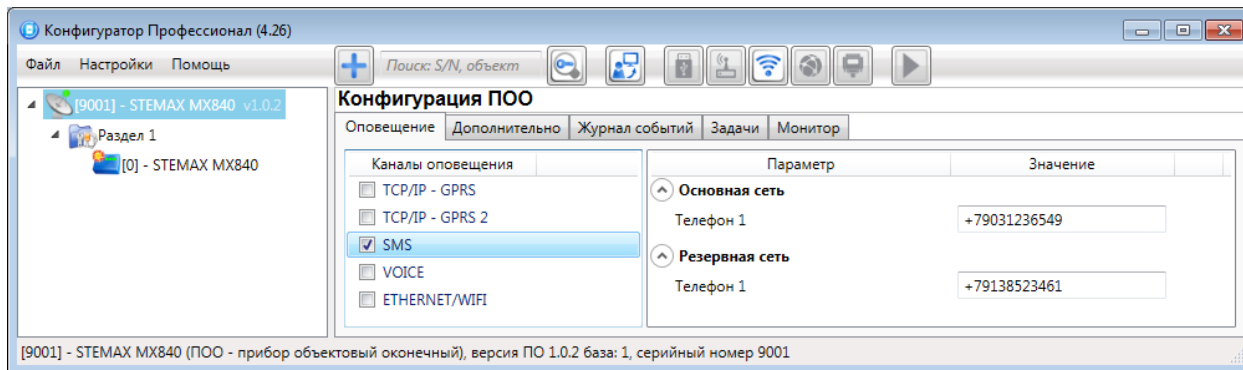 Конфигуратор Профессионал (4.26)
Файл Настройки Помощь
Поиск: S/N, объект
[9001] - STEMAX MX840 v1.0.2
Раздел 1
[0] - STEMAX MX840
Конфигурация ПОО
Оповещение Дополнительно Журнал событий Задачи Монитор
Каналы оповещения
TCP/IP - GPRS
TCP/IP - GPRS 2
SMS
VOICE
ETHERNET/WIFI
Параметр Значение
Основная сеть
Телефон 1 +79031236549
Резервная сеть
Телефон 1 +79138523461
[9001] - STEMAX MX840 (ПОО - прибор объектовый оконечный), версия ПО 1.0.2 база: 1, серийный номер 9001